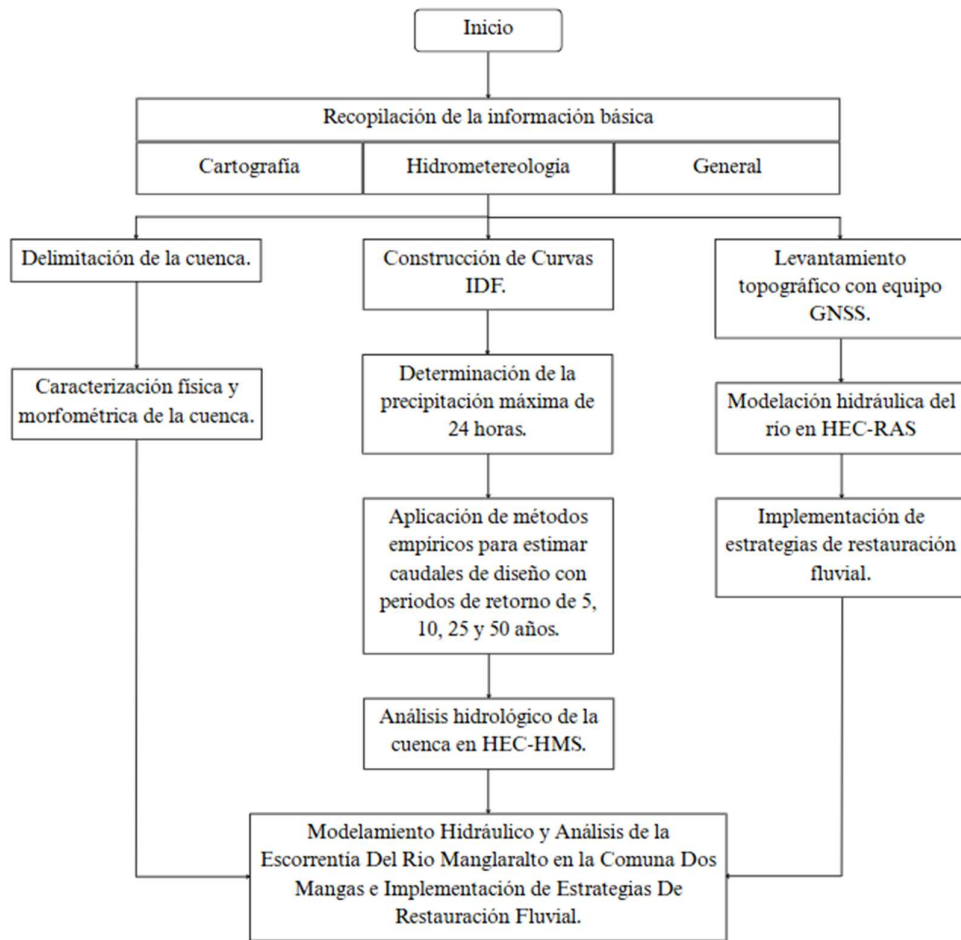 Inicio
Recopilación de la información básica
Cartografía
Hidrometereología
General
Delimitación de la cuenca.
Construcción de Curvas
IDF.
Levantamiento
topográfico con equipo
GNSS.
Caracterización física y
morfométrica de la cuenca.
Determinación de la
precipitación máxima de
24 horas.
Modelación hidráulica del
río en HEC-RAS
Aplicación de métodos
empíricos para estimar
caudales de diseño con
periodos de retorno de 5,
10, 25 y 50 años.
Implementación de
estrategias de restauración
fluvial.
Análisis hidrológico de la
cuenca en HEC-HMS.
Modelamiento Hidráulico y Análisis de la
Escorrentía Del Rio Manglaralto en la Comuna Dos
Mangas e Implementación de Estrategias De
Restauración Fluvial.